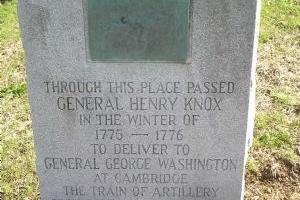 THROUGH THIS PLACE PASSED
GENERAL HENRY KNOX
IN THE WINTER OF
1775 — 1776
TO DELIVER TO
GENERAL GEORGE WASHINGTON
AT CAMBRIDGE
THE TRAIN OF ARTILLERY